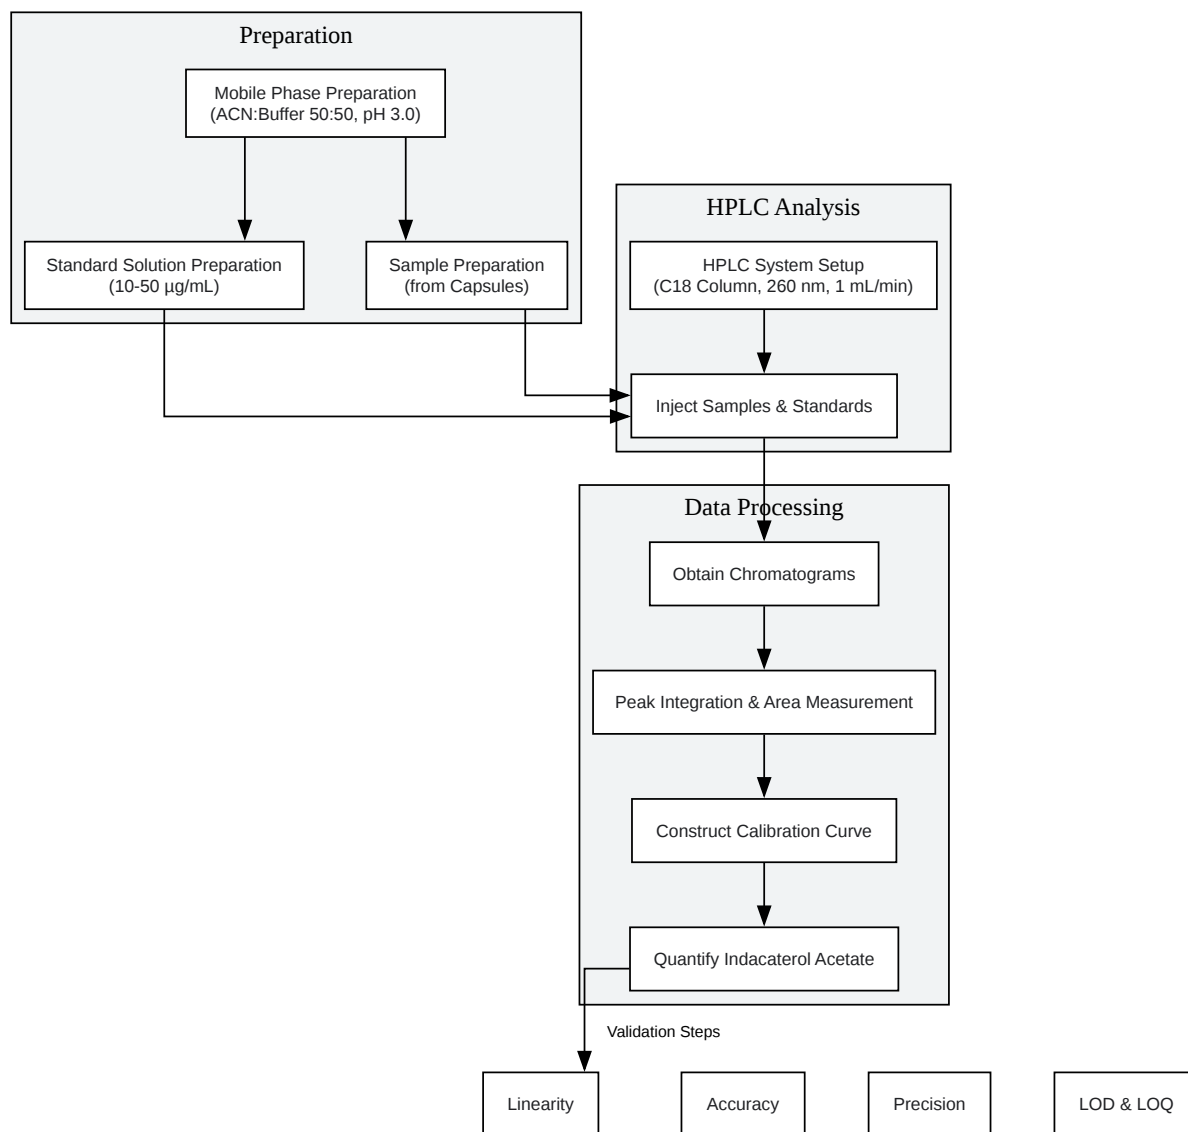 Preparation
Mobile Phase Preparation
(ACN:Buffer 50:50, pH 3.0)
Standard Solution Preparation
(10-50 µg/mL)
Sample Preparation
(from Capsules)
HPLC Analysis
HPLC System Setup
(C18 Column, 260 nm, 1 mL/min)
Inject Samples & Standards
Data Processing
Obtain Chromatograms
Peak Integration & Area Measurement
Construct Calibration Curve
Quantify Indacaterol Acetate
Validation Steps
Linearity
Accuracy
Precision
LOD & LOQ